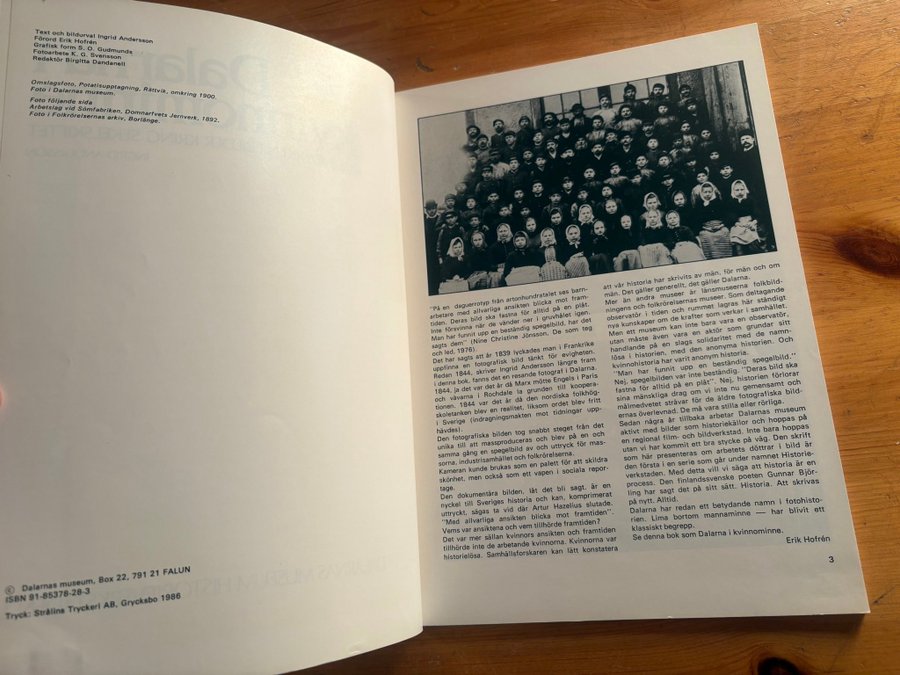 Text och bildurval Ingrid Andersson
Förord Erik Hofrén
Grafisk form S. O. Gudmunds
Fotoarbete K. G. Svensson
Redaktör Birgitta Dandanell
Omslagsfoto, Potatisupptagning, Rättvik, omkring 1900.
Foto i Dalarnas museum.
Foto följande sida
Arbetslag vid Sömfabriken, Domnarfvets Jernverk, 1892.
Foto i Folkrörelsernas arkiv, Borlänge.
© Dalarnas museum, Box 22, 791 21 FALUN
ISBN 91-85378-28-3
Tryck: Strålins Tryckeri AB, Grycksbo 1986
"På en daguerrotyp från artonhundratalet ses barn-
arbetare med allvarliga ansikten blicka mot fram-
tiden. Deras bild ska fastna för alltid på en plåt.
Inte försvinna när de vänder ner i gruvhålet igen.
Man har funnit upp en beständig spegelbild, har det
sagts dem" (Nine Christine Jönsson, De som teg
och led, 1976).
Det har sagts att år 1839 lyckades man i Frankrike
uppfinna en fotografisk bild tänkt för evigheten.
Redan 1844, skriver Ingrid Andersson längre fram
i denna bok, fanns det en resande fotograf i Dalarna.
1844, ja det var det år då Marx mötte Engels i Paris
och vävarna i Rochdale la grunden till koopera-
tionen. 1844 var det år då den nordiska folkhög-
skoletanken blev en realitet, liksom ordet blev fritt
i Sverige (indragningsmakten mot tidningar upp-
hävdes).
Den fotografiska bilden tog snabbt steget från det
unika till att massproduceras och blev på en och
samma gång en spegelbild av och uttryck för mas-
sorna, industrisamhället och folkrörelserna.
Kameran kunde brukas som en palett för att skildra
skönhet, men också som ett vapen i sociala repor-
tage.
Den dokumentära bilden, låt det bli sagt, är en
nyckel till Sveriges historia och kan, komprimerat
uttryckt, sägas ta vid där Artur Hazelius slutade.
"Med allvarliga ansikten blicka mot framtiden".
Vems var ansiktena och vem tillhörde framtiden?
Det var mer sällan kvinnors ansikten och framtiden
tillhörde inte de arbetande kvinnorna. Kvinnorna var
historielösa. Samhällsforskaren kan lätt konstatera
att vår historia har skrivits av män, för män och om
män. Det gäller generellt, det gäller Dalarna.
Mer än andra museer är länsmuseerna folkbild-
ningens och folkrörelsernas museer. Som deltagande
observatör i tiden och rummet lagras här ständigt
nya kunskaper om de krafter som verkar i samhället.
Men ett museum kan inte bara vara en observatör,
utan måste även vara en aktör som grundar sitt
handlande på en slags solidaritet med de namn-
lösa i historien, med den anonyma historien. Och
kvinnohistoria har varit anonym historia.
"Man har funnit upp en beständig spegelbild."
Nej, spegelbilden var inte beständig. "Deras bild ska
fastna för alltid på en plåt". Nej, historien förlorar
sina mänskliga drag om vi inte nu gemensamt och
målmedvetet strävar för de äldre fotografiska bild-
ernas överlevnad. De må vara stilla eller rörliga.
Sedan några år tillbaka arbetar Dalarnas museum
aktivt med bilder som historiekällor och hoppas på
en regional film- och bildverkstad. Inte bara hoppas
utan vi har kommit ett bra stycke på väg. Den skrift
som här presenteras om arbetets döttrar i bild är
den första i en serie som går under namnet Historie-
verkstaden. Med detta vill vi säga att historia är en
process. Den finlandssvenske poeten Gunnar Björ-
ling har sagt det på sitt sätt. Historia. Att skrivas
på nytt. Alltid.
Dalarna har redan ett betydande namn i fotohisto-
rien. Lima bortom mannaminne — har blivit ett
klassiskt begrepp.
Se denna bok som Dalarna i kvinnominne.
Erik Hofrén
3